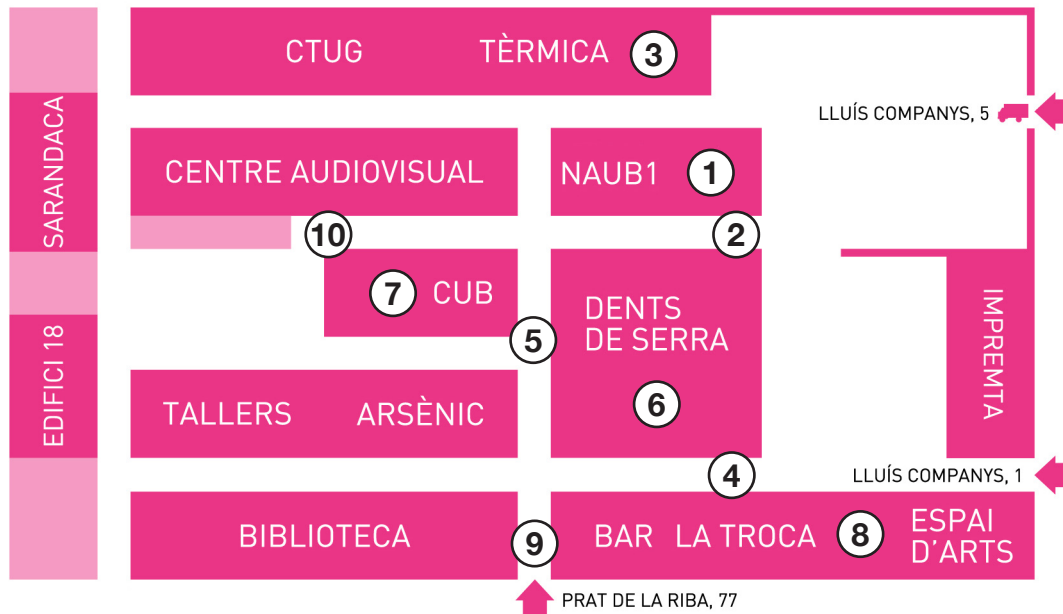 CTUG
TÈRMICA
3
LLUÍS COMPANYS, 5
SARANDACA
CENTRE AUDIOVISUAL
NAUB1
1
10
2
7
CUB
DENTS
DE SERRA
5
IMPREMTA
EDIFICI 18
TALLERS
ARSÈNIC
6
4
LLUÍS COMPANYS, 1
BIBLIOTECA
9
BAR
LA TROCA
8
ESPAI
D'ARTS
PRAT DE LA RIBA, 77